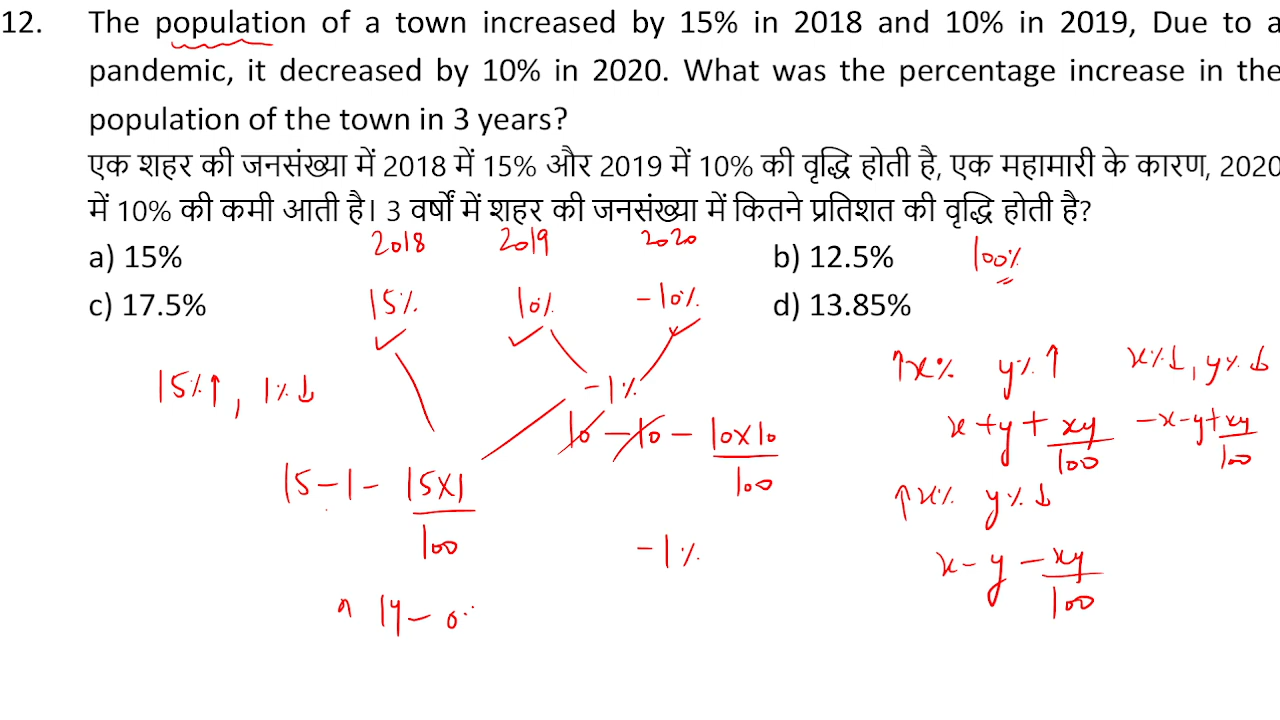 12. The population of a town increased by 15% in 2018 and 10% in 2019, Due to a
pandemic, it decreased by 10% in 2020. What was the percentage increase in the
population of the town in 3 years?
एक शहर की जनसंख्या में 2018 में 15% और 2019 में 10% की वृद्धि होती है, एक महामारी के कारण, 2020
में 10% की कमी आती है। 3 वर्षों में शहर की जनसंख्या में कितने प्रतिशत की वृद्धि होती है?
2018 2019 2020
a) 15% b) 12.5% 100%
c) 17.5% 15% 10% -10% d) 13.85%
15%↑, 1%↓ -1% ↑x% y%↑ x%↓, y%↓
10 - 10 - 10x10/100 x+y+xy/100 -x-y+xy/100
15-1- 15x1/100 ↑x% y%↓
-1% x-y-xy/100
14-0..